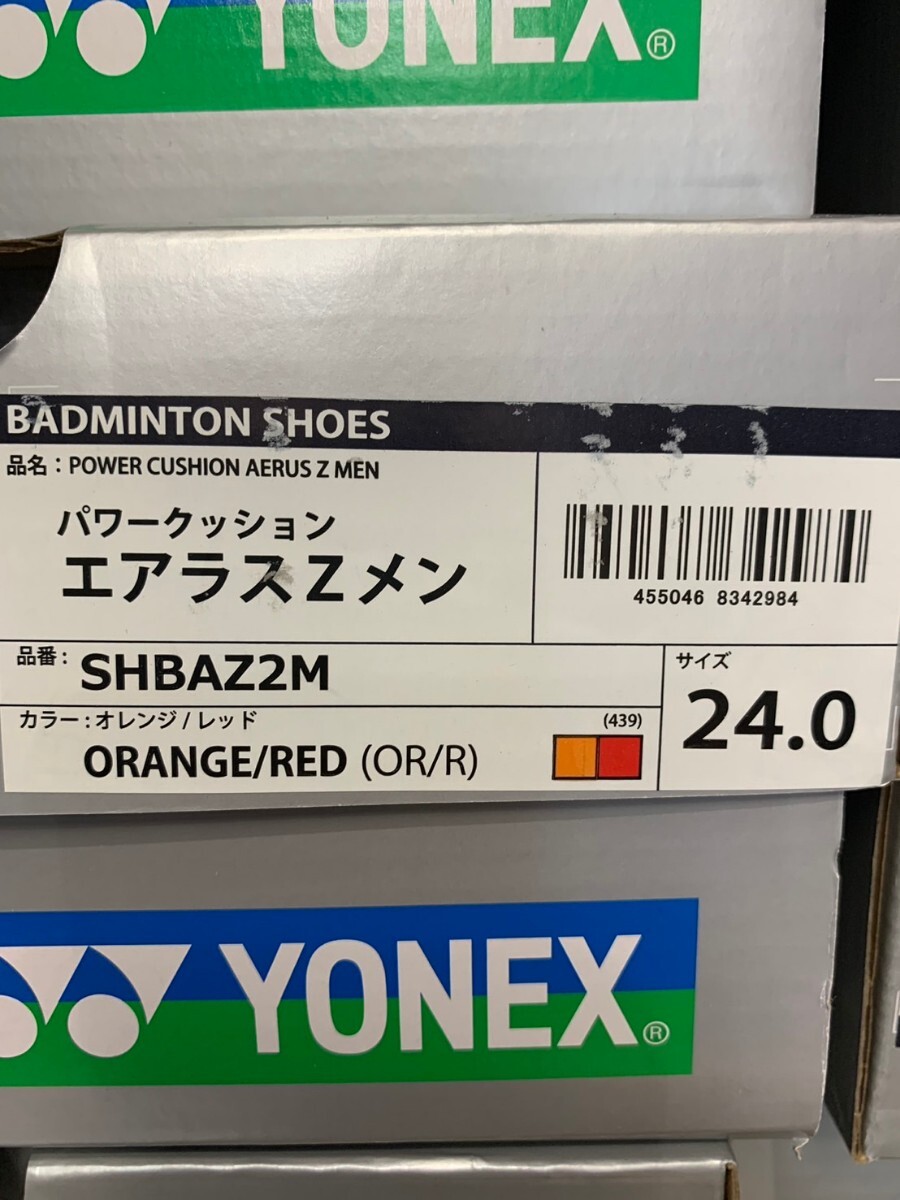 YONEX®
BADMINTON SHOES
品名：POWER CUSHION AERUS Z MEN
パワークッション
エアラスZメン
455046 8342984
品番：SHBAZ2M
サイズ
24.0
カラー：オレンジ / レッド
(439)
ORANGE/RED (OR/R)
YONEX®